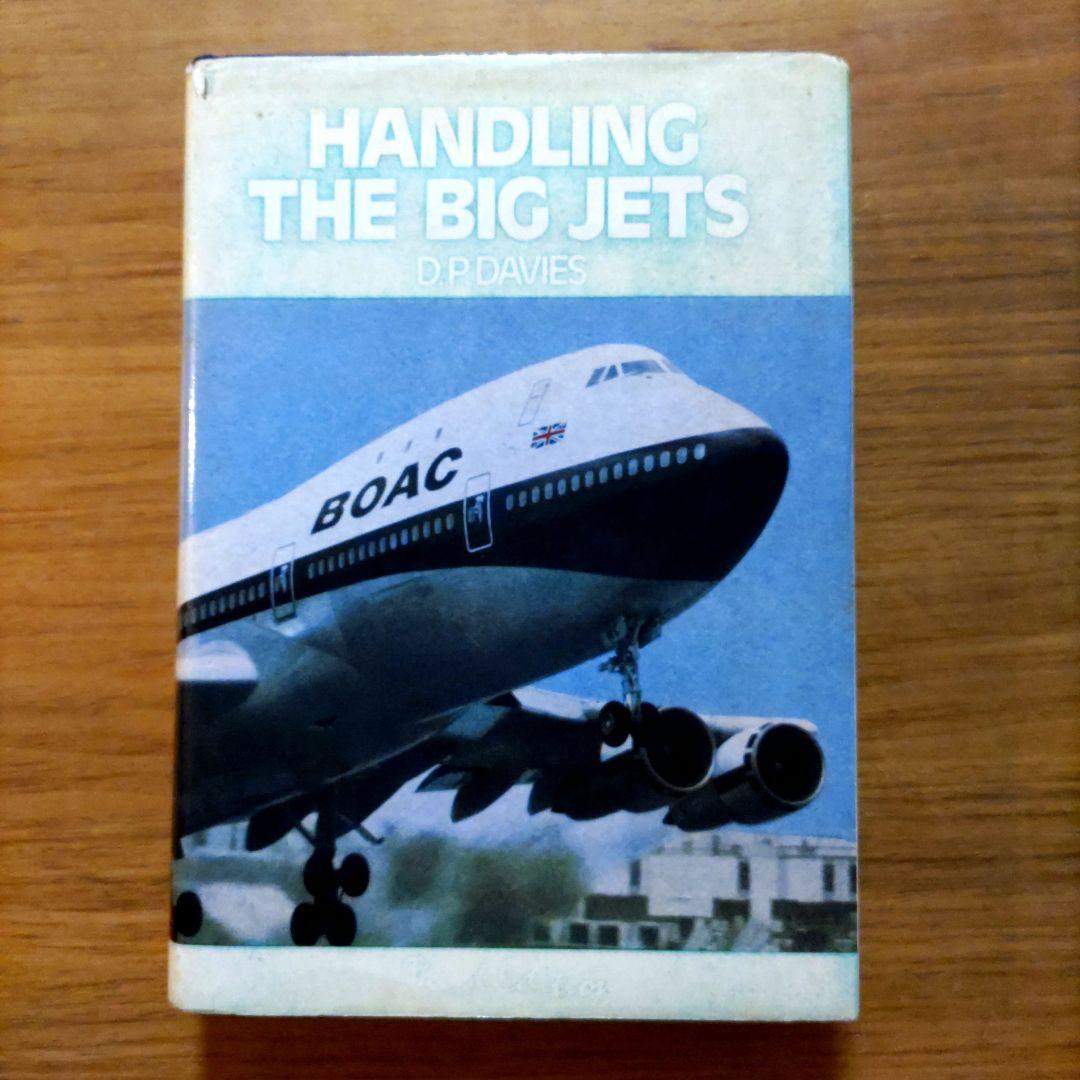 HANDLING
THE BIG JETS
D.P. DAVIES
BOAC